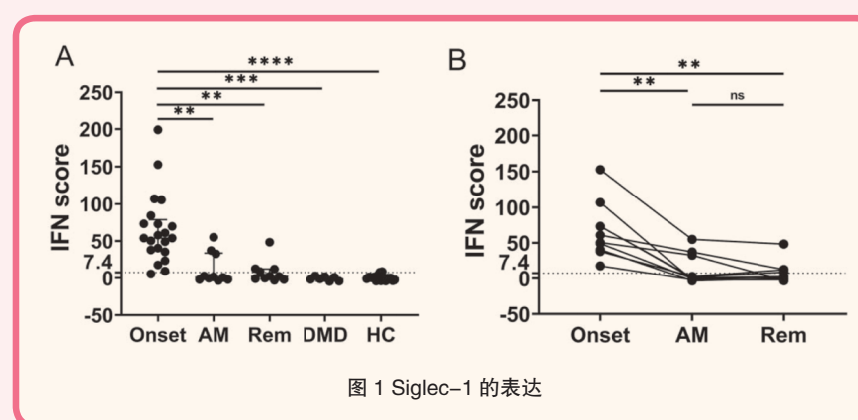 A
****
***
**
**
250
200
150
100
50
7.4
0
-50
IFN score
Onset AM Rem DMD HC
B
**
**
ns
250
200
150
100
50
7.4
0
-50
IFN score
Onset AM Rem
图 1 Siglec–1 的表达